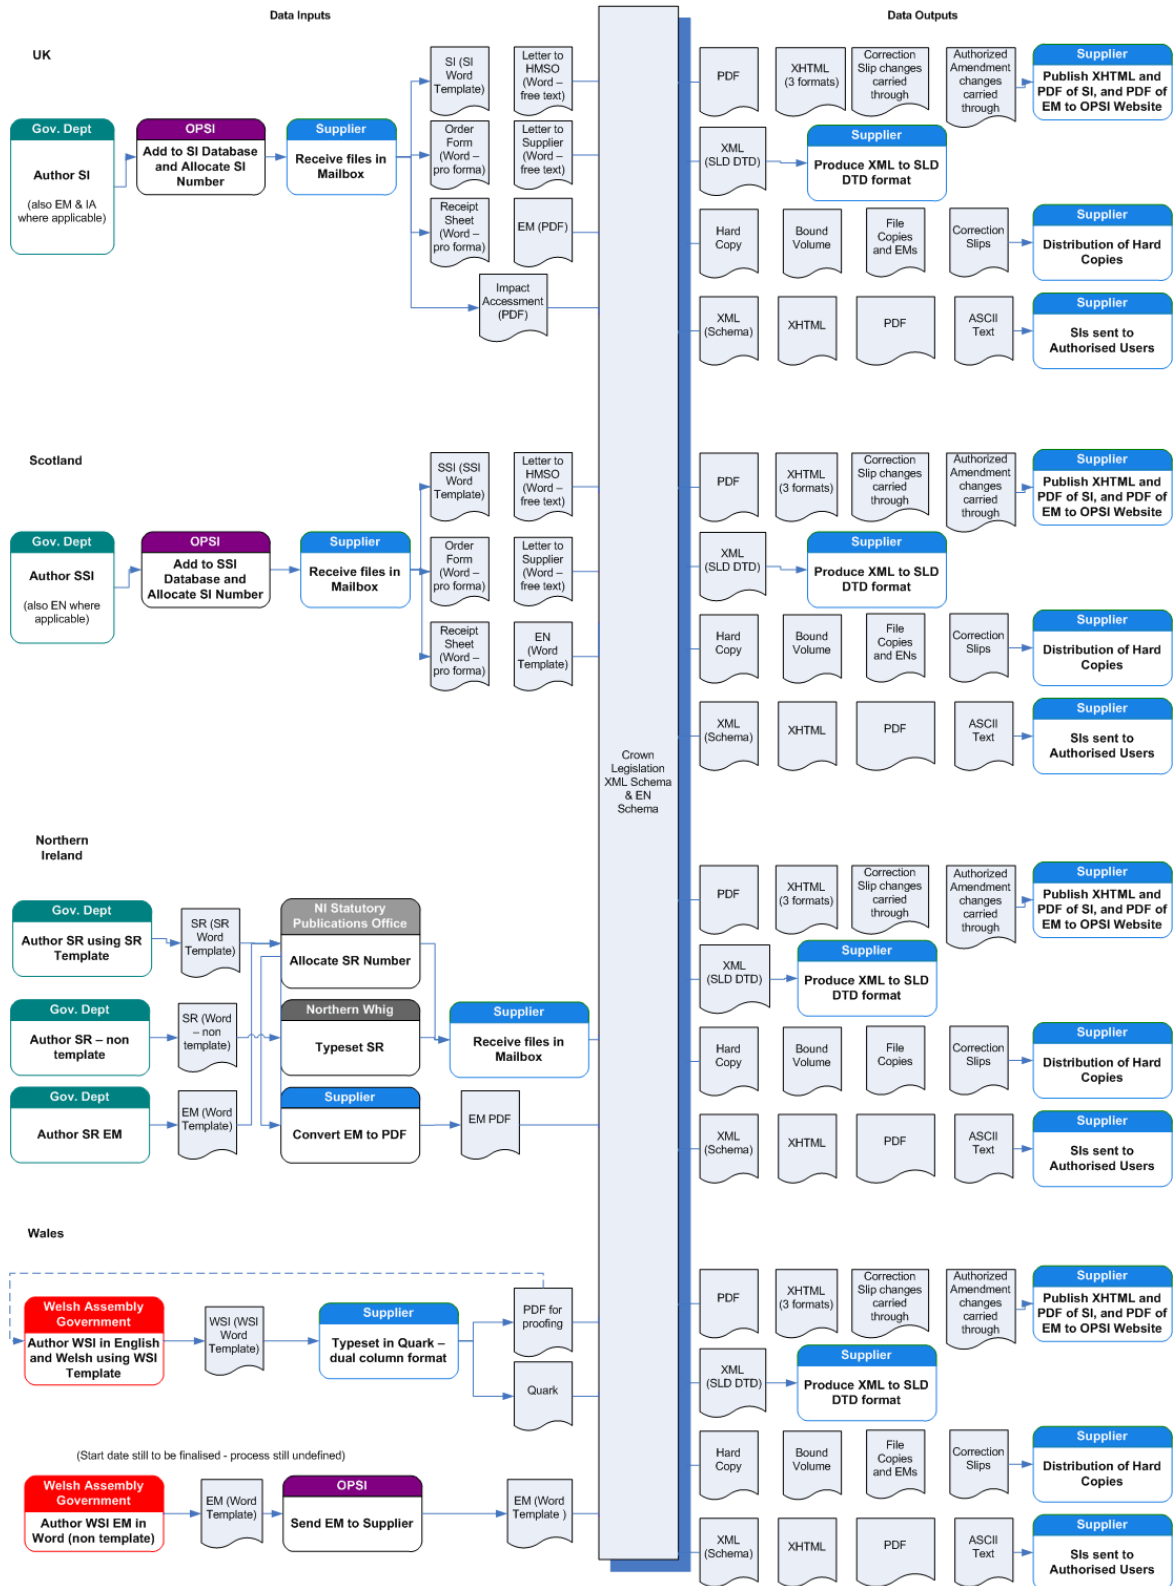 Data Inputs
Data Outputs
UK
Gov. Dept
Author SI
(also EM & IA
where applicable)
OPSI
Add to SI Database
and Allocate SI
Number
Supplier
Receive files in
Mailbox
SI (SI
Word
Template)
Letter to
HMSO
(Word –
free text)
Order
Form
(Word –
pro forma)
Letter to
Supplier
(Word –
free text)
Receipt
Sheet
(Word –
pro forma)
EM (PDF)
Impact
Accessment
(PDF)
PDF
XHTML
(3 formats)
Correction
Slip changes
carried
through
Authorized
Amendment
changes
carried
through
Supplier
Publish XHTML and
PDF of SI, and PDF of
EM to OPSI Website
XML
(SLD DTD)
Supplier
Produce XML to SLD
DTD format
Hard
Copy
Bound
Volume
File
Copies
and EMs
Correction
Slips
Supplier
Distribution of Hard
Copies
XML
(Schema)
XHTML
PDF
ASCII
Text
Supplier
SIs sent to
Authorised Users
Scotland
Gov. Dept
Author SSI
(also EN where
applicable)
OPSI
Add to SSI
Database and
Allocate SI Number
Supplier
Receive files in
Mailbox
SSI (SSI
Word
Template)
Letter to
HMSO
(Word –
free text)
Order
Form
(Word –
pro forma)
Letter to
Supplier
(Word –
free text)
Receipt
Sheet
(Word –
pro forma)
EN
(Word
Template)
PDF
XHTML
(3 formats)
Correction
Slip changes
carried
through
Authorized
Amendment
changes
carried
through
Supplier
Publish XHTML and
PDF of SI, and PDF of
EM to OPSI Website
XML
(SLD DTD)
Supplier
Produce XML to SLD
DTD format
Hard
Copy
Bound
Volume
File
Copies
and ENs
Correction
Slips
Supplier
Distribution of Hard
Copies
XML
(Schema)
XHTML
PDF
ASCII
Text
Supplier
SIs sent to
Authorised Users
Crown
Legislation
XML Schema
& EN
Schema
Northern
Ireland
Gov. Dept
Author SR using SR
Template
SR (SR
Word
Template)
NI Statutory
Publications Office
Allocate SR Number
Gov. Dept
Author SR – non
template
SR (Word
– non
template)
Northern Whig
Typeset SR
Supplier
Receive files in
Mailbox
Gov. Dept
Author SR EM
EM (Word
Template)
Supplier
Convert EM to PDF
EM PDF
PDF
XHTML
(3 formats)
Correction
Slip changes
carried
through
Authorized
Amendment
changes
carried
through
Supplier
Publish XHTML and
PDF of SI, and PDF of
EM to OPSI Website
XML
(SLD DTD)
Supplier
Produce XML to SLD
DTD format
Hard
Copy
Bound
Volume
File
Copies
Correction
Slips
Supplier
Distribution of Hard
Copies
XML
(Schema)
XHTML
PDF
ASCII
Text
Supplier
SIs sent to
Authorised Users
Wales
Welsh Assembly
Government
Author WSI in English
and Welsh using WSI
Template
WSI (WSI
Word
Template)
Supplier
Typeset in Quark –
dual column format
PDF for
proofing
Quark
(Start date still to be finalised - process still undefined)
Welsh Assembly
Government
Author WSI EM in
Word (non template)
EM (Word
Template)
OPSI
Send EM to Supplier
EM (Word
Template )
PDF
XHTML
(3 formats)
Correction
Slip changes
carried
through
Authorized
Amendment
changes
carried
through
Supplier
Publish XHTML and
PDF of SI, and PDF of
EM to OPSI Website
XML
(SLD DTD)
Supplier
Produce XML to SLD
DTD format
Hard
Copy
Bound
Volume
File
Copies
and EMs
Correction
Slips
Supplier
Distribution of Hard
Copies
XML
(Schema)
XHTML
PDF
ASCII
Text
Supplier
SIs sent to
Authorised Users